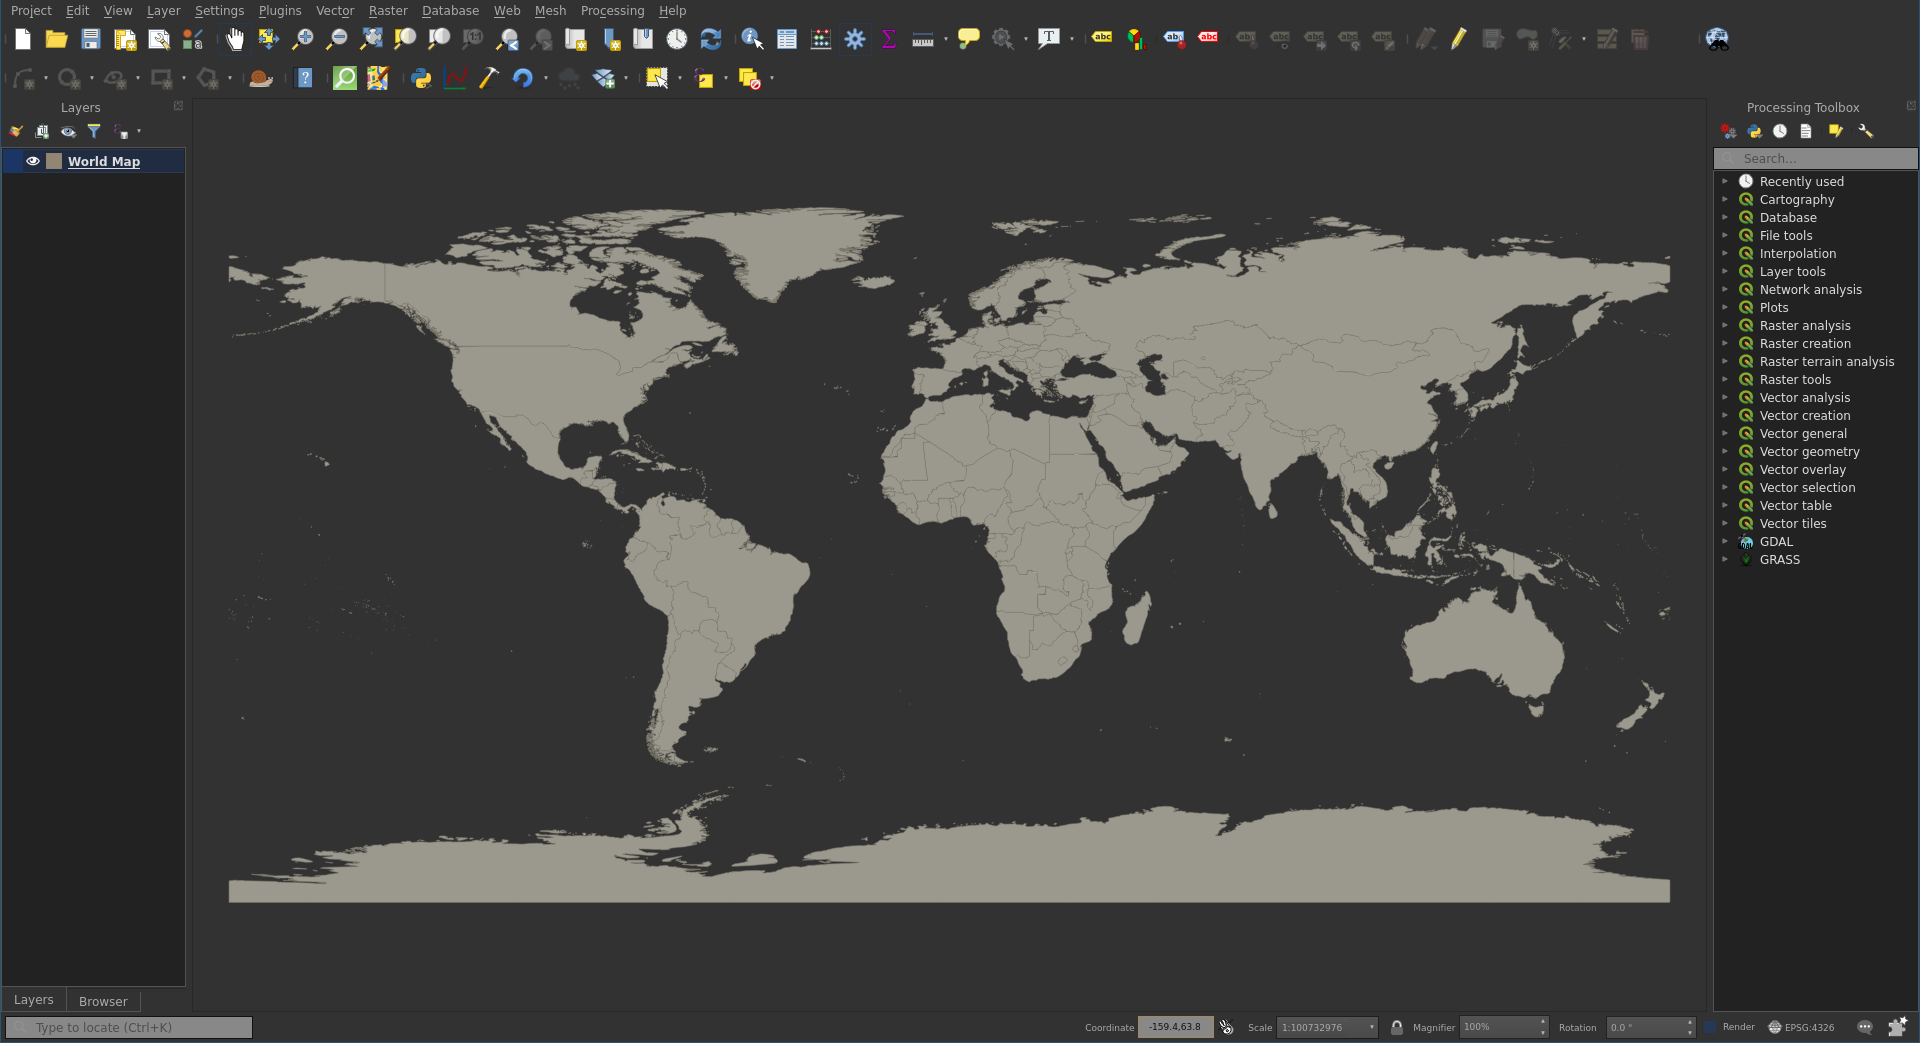 Project Edit View Layer Settings Plugins Vector Raster Database Web Mesh Processing Help
Layers
World Map
Processing Toolbox
Search...
Recently used
Cartography
Database
File tools
Interpolation
Layer tools
Network analysis
Plots
Raster analysis
Raster creation
Raster terrain analysis
Raster tools
Vector analysis
Vector creation
Vector general
Vector geometry
Vector overlay
Vector selection
Vector table
Vector tiles
GDAL
GRASS
Layers Browser
Type to locate (Ctrl+K)
Coordinate -159.4,63.8 Scale 1:100732976 Magnifier 100% Rotation 0.0 ° Render EPSG:4326